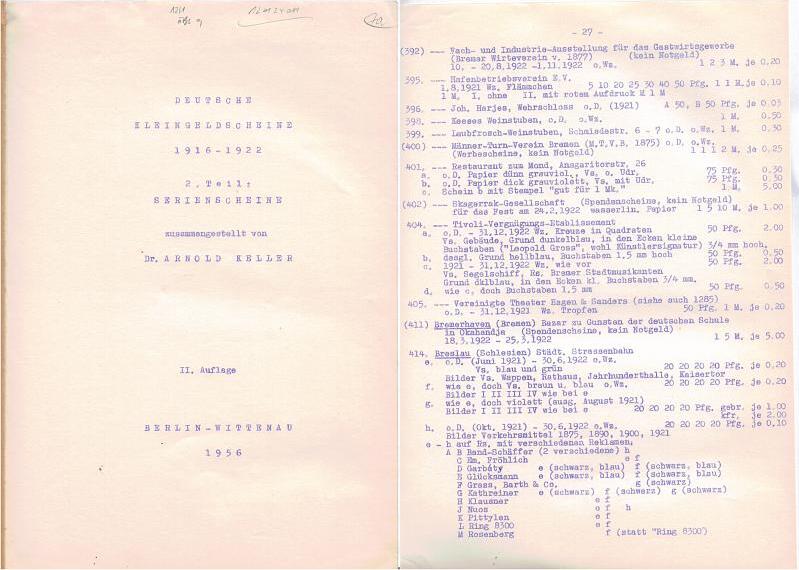 DEUTSCHE
KLEINGELDSCHEINE
1916-1922
2. Teil:
SERIENSCHEINE
zusammengestellt von
Dr. ARNOLD KELLER
II. Auflage
BERLIN-WITTENAU
1956
- 27 -
(392) --- Fach- und Industrie-Ausstellung für das Gastwirtsgewerbe
(Bremer Wirteverein v. 1877) (kein Notgeld)
10. - 20.8.1922 -1.11.1922 o.Wz. 1 2 3 M. je 0.20
395. --- Hafenbetriebsverein E.V.
1.8.1921 Wz. Flämmchen 5 10 20 25 30 40 50 Pfg. 1 1 M.je 0.10
1 M. I, ohne II, mit rotem Aufdruck M 1 M
396. --- Joh. Harjes, Wehrschloss o.D. (1921) A 50, B 50 Pfg. je 0.05
398. --- Keeses Weinstuben, o.D. o.Wz. 1 M. 0.50
399. --- Laubfrosch-Weinstuben, Schmiedestr. 6 - 7 o.D. o.Wz. 1 M. 0.30
(400) --- Männer-Turn-Verein Bremen (M.T.V.B. 1875) o.D. o.Wz.
(Werbescheine, kein Notgeld) 1 1 1 2 M. je 0.25
401. --- Restaurant zum Mond, Ansgaritorstr. 26
a. o.D. Papier dünn grauviol., Vs. o. Udr. 75 Pfg. 0.30
b. o.D. Papier dick grauviolett, Vs. mit Udr. 75 Pfg. 0.30
c. Schein b mit Stempel "gut für 1 Mk." 1 M. 5.00
(402) --- Skagerrak-Gesellschaft (Spendenscheine, kein Notgeld)
für das Fest am 24.2.1922 wasserlin. Papier 1 5 10 M. je 1.00
404. --- Tivoli-Vergnügungs-Etablissement
a. o.D. - 31.12.1922 Wz. Kreuze in Quadraten 50 Pfg. 2.00
Vs. Gebäude, Grund dunkelblau, in den Ecken kleine
Buchstaben ("Leopold Gross", wohl Künstlersignatur) 3/4 mm hoch.
b. desgl. Grund hellblau, Buchstaben 1.5 mm hoch 50 Pfg. 0.50
c. 1921 - 31.12.1922 Wz. wie vor 50 Pfg. 2.00
Vs. Segelschiff, Rs. Bremer Stadtmusikanten
Grund dklblau, in den Ecken kl. Buchstaben 3/4 mm.
d. wie c, doch Buchstaben 1.5 mm 50 Pfg. 0.50
405. --- Vereinigte Theater Hagen & Sanders (siehe auch 1285)
o.D. - 31.12.1921 Wz. Tropfen 50 Pfg. 1 M. je 0.20
(411) Bremerhaven (Bremen) Bazar zu Gunsten der deutschen Schule
in Okahandja (Spendenscheine, kein Notgeld)
18.3.1922 - 25.3.1922 1 5 M. je 5.00
414. Breslau (Schlesien) Städt. Strassenbahn
e. o.D. (Juni 1921) - 30.6.1922 o.Wz.
Vs. blau und grün 20 20 20 20 Pfg. je 0.20
Bilder Vs. Wappen, Rathaus, Jahrhunderthalle, Kaisertor
f. wie e, doch Vs. braun u. blau o.Wz. 20 20 20 20 Pfg. je 0.20
Bilder I II III IV wie bei e
g. wie e, doch violett (ausg. August 1921)
Bilder I II III IV wie bei e 20 20 20 20 Pfg. gebr. je 1.00
kfr. je 2.00
h. o.D. (Okt. 1921) - 30.6.1922 o.Wz. 20 20 20 20 Pfg. je 0.10
Bilder Verkehrsmittel 1875, 1890, 1900, 1921
e - h auf Rs. mit verschiedenen Reklamen:
A B Band-Schäffer (2 verschiedene) h
C Em. Fröhlich e f
D Garbáty e (schwarz, blau) f (schwarz, blau)
E Glücksmann e (schwarz, blau) f (schwarz, blau)
F Grass, Barth & Co. g (schwarz)
G Kathreiner e (schwarz) f (schwarz) g (schwarz)
H Klausner e f
J Nuos e f h
K Pittylen e f
L Ring 8300 e f
M Rosenberg f (statt "Ring 8300")